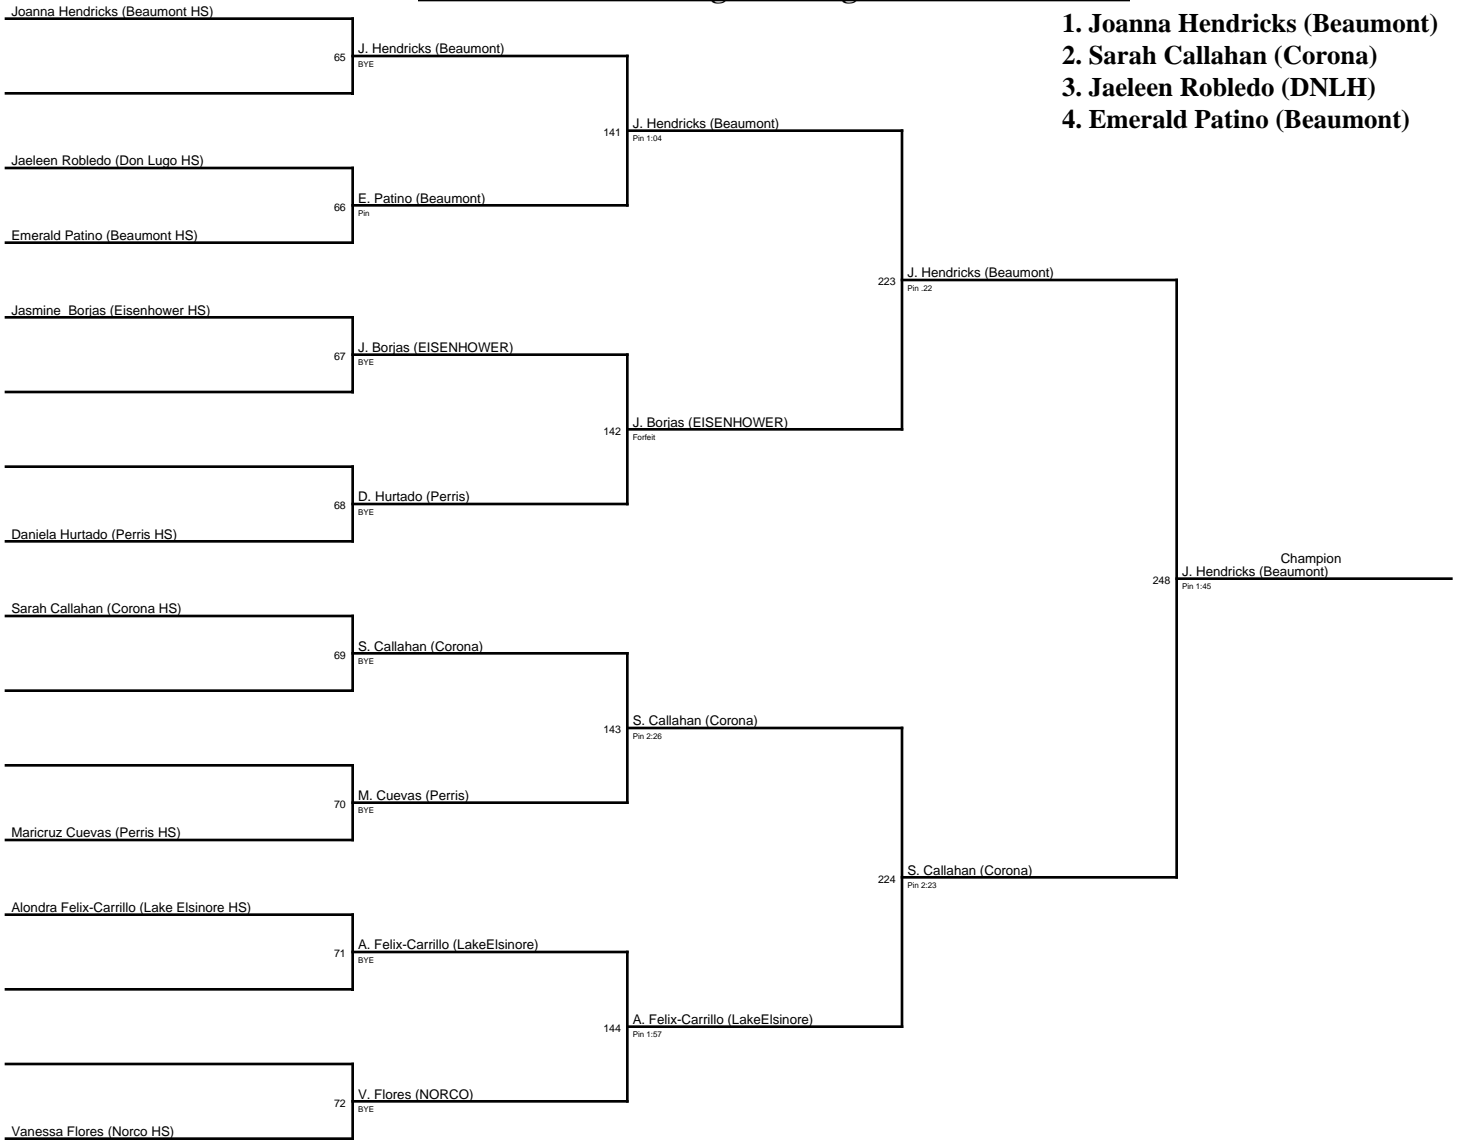 1. Joanna Hendricks (Beaumont)
2. Sarah Callahan (Corona)
3. Jaeleen Robledo (DNLH)
4. Emerald Patino (Beaumont)
Joanna Hendricks (Beaumont HS)
65
J. Hendricks (Beaumont)
BYE
141
J. Hendricks (Beaumont)
Pin 1:04
Jaeleen Robledo (Don Lugo HS)
66
E. Patino (Beaumont)
Pin
Emerald Patino (Beaumont HS)
223
J. Hendricks (Beaumont)
Pin .22
Jasmine  Borjas (Eisenhower HS)
67
J. Borjas (EISENHOWER)
BYE
142
J. Borjas (EISENHOWER)
Forfeit
68
D. Hurtado (Perris)
BYE
Daniela Hurtado (Perris HS)
Champion
248
J. Hendricks (Beaumont)
Pin 1:45
Sarah Callahan (Corona HS)
69
S. Callahan (Corona)
BYE
143
S. Callahan (Corona)
Pin 2:26
70
M. Cuevas (Perris)
BYE
Maricruz Cuevas (Perris HS)
224
S. Callahan (Corona)
Pin 2:23
Alondra Felix-Carrillo (Lake Elsinore HS)
71
A. Felix-Carrillo (LakeElsinore)
BYE
144
A. Felix-Carrillo (LakeElsinore)
Pin 1:57
72
V. Flores (NORCO)
BYE
Vanessa Flores (Norco HS)